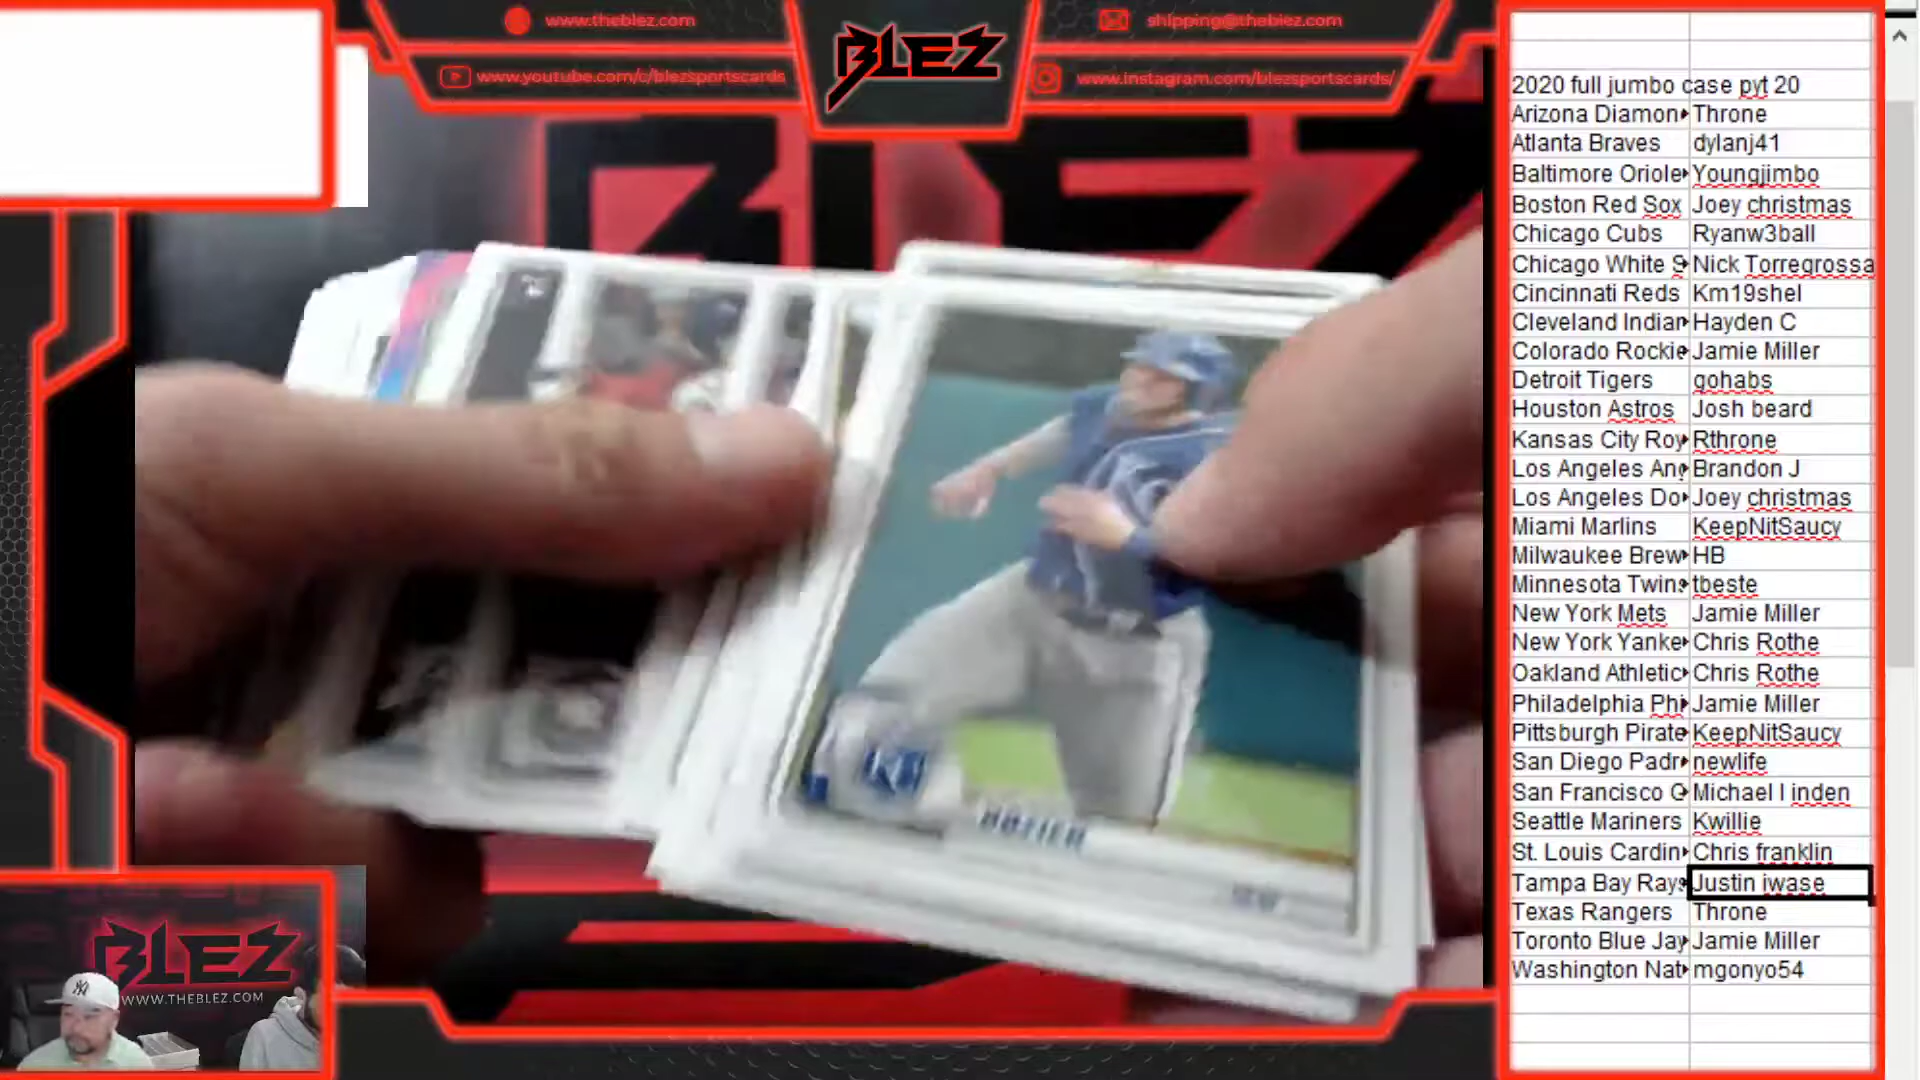 www.theblez.com
BLEZ
shipping@theblez.com
www.youtube.com/c/blezsportscards
www.instagram.com/blezsportscards/
BLEZ
2020 full jumbo case pyt 20
Arizona Diamon Throne
Atlanta Braves dylanj41
Baltimore Oriole Youngjimbo
Boston Red Sox Joey christmas
Chicago Cubs Ryanw3ball
Chicago White S Nick Torregrossa
Cincinnati Reds Km19shel
Cleveland Indian Hayden C
Colorado Rockie Jamie Miller
Detroit Tigers gohabs
Houston Astros Josh beard
Kansas City Roy Rthrone
Los Angeles Ang Brandon J
Los Angeles Do Joey christmas
Miami Marlins KeepNitSaucy
Milwaukee Brew HB
Minnesota Twins tbeste
New York Mets Jamie Miller
New York Yanke Chris Rothe
Oakland Athletic Chris Rothe
Philadelphia Phi Jamie Miller
Pittsburgh Pirate KeepNitSaucy
San Diego Padr newlife
San Francisco G Michael l inden
Seattle Mariners Kwillie
St. Louis Cardin Chris franklin
Tampa Bay Rays Justin iwase
Texas Rangers Throne
Toronto Blue Jay Jamie Miller
Washington Nat mgonyo54
KC
DOZIER
BLEZ
WWW.THEBLEZ.COM
NY